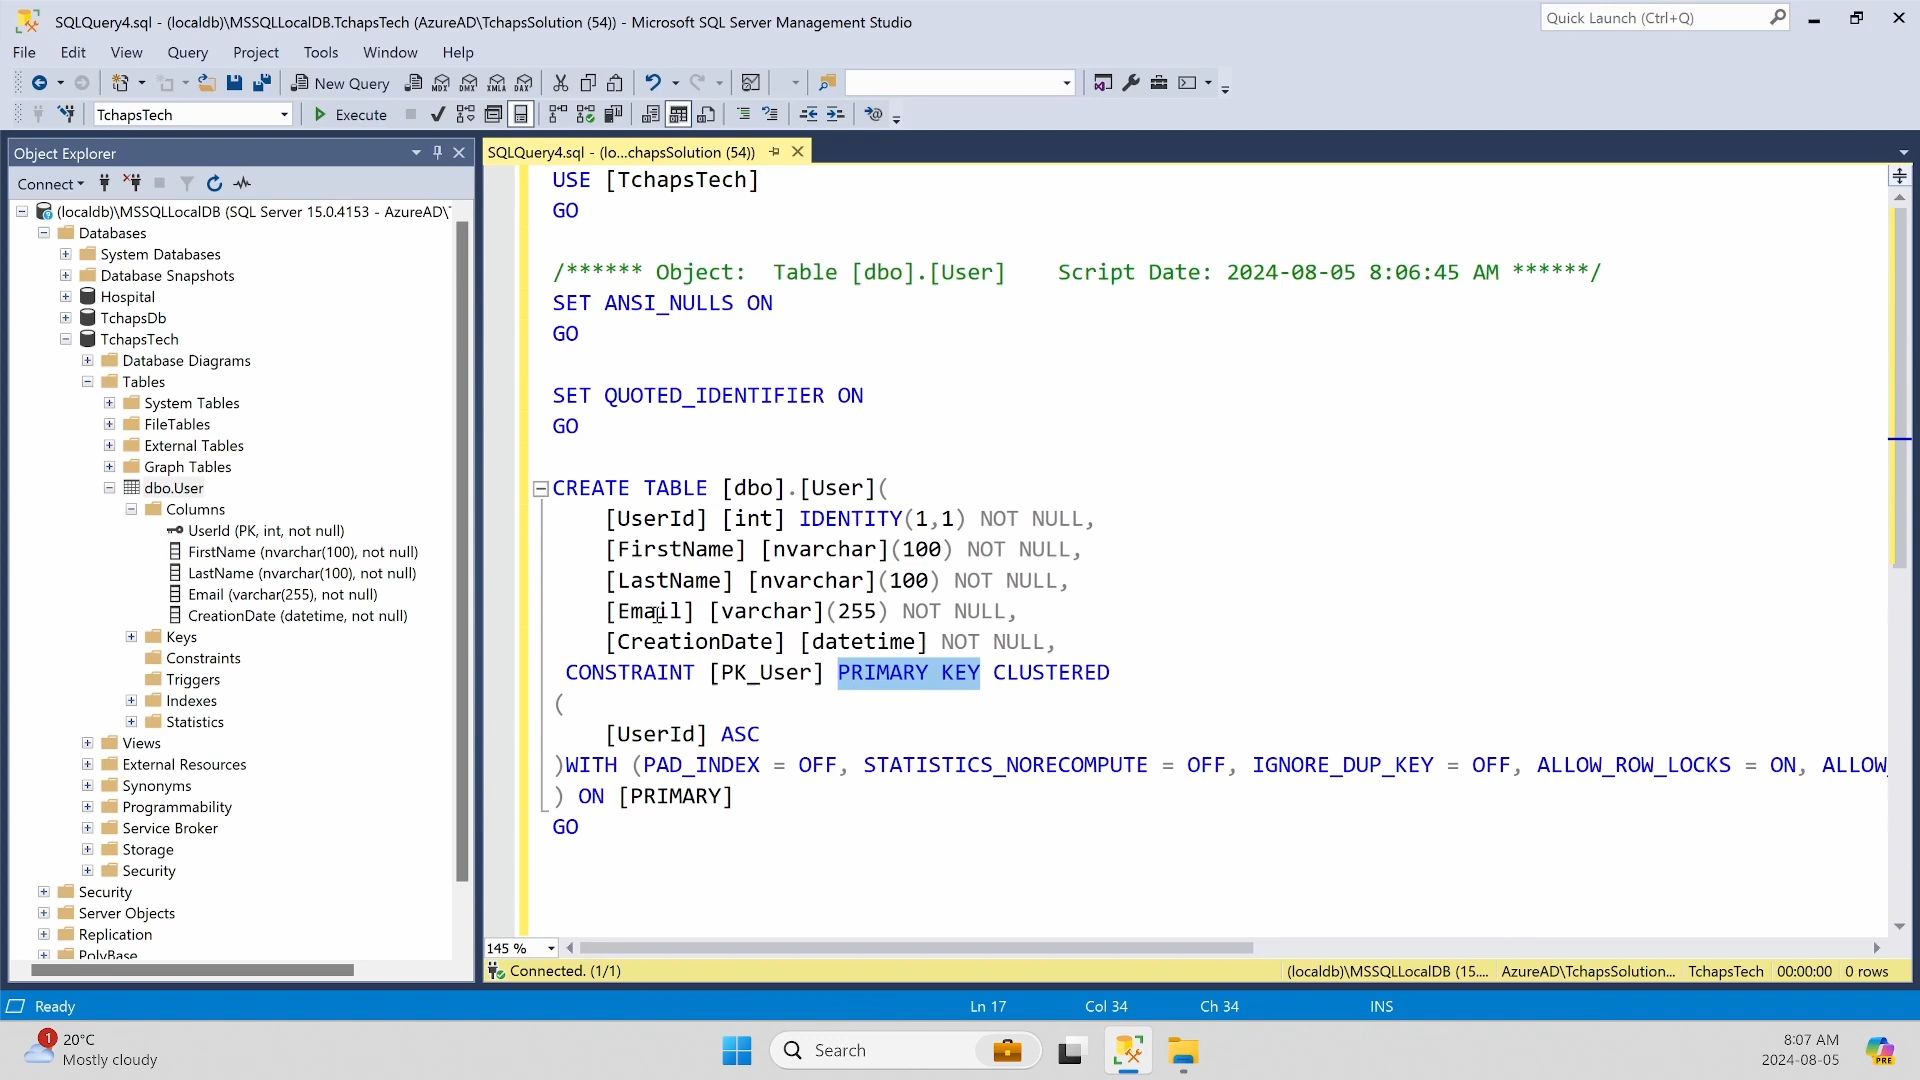 SQLQuery4.sql - (localdb)\MSSQLLocalDB.TchapsTech (AzureAD\TchapsSolution (54)) - Microsoft SQL Server Management Studio
Quick Launch (Ctrl+Q)
File Edit View Query Project Tools Window Help
New Query MDX DMX XMLA DAX
TchapsTech Execute
Object Explorer
Connect
(localdb)\MSSQLLocalDB (SQL Server 15.0.4153 - AzureAD\
Databases
System Databases
Database Snapshots
Hospital
TchapsDb
TchapsTech
Database Diagrams
Tables
System Tables
FileTables
External Tables
Graph Tables
dbo.User
Columns
UserId (PK, int, not null)
FirstName (nvarchar(100), not null)
LastName (nvarchar(100), not null)
Email (varchar(255), not null)
CreationDate (datetime, not null)
Keys
Constraints
Triggers
Indexes
Statistics
Views
External Resources
Synonyms
Programmability
Service Broker
Storage
Security
Security
Server Objects
Replication
PolyBase
SQLQuery4.sql - (lo...chapsSolution (54))
USE [TchapsTech]
GO
/****** Object:  Table [dbo].[User]    Script Date: 2024-08-05 8:06:45 AM ******/
SET ANSI_NULLS ON
GO
SET QUOTED_IDENTIFIER ON
GO
CREATE TABLE [dbo].[User](
[UserId] [int] IDENTITY(1,1) NOT NULL,
[FirstName] [nvarchar](100) NOT NULL,
[LastName] [nvarchar](100) NOT NULL,
[Email] [varchar](255) NOT NULL,
[CreationDate] [datetime] NOT NULL,
CONSTRAINT [PK_User] PRIMARY KEY CLUSTERED
(
[UserId] ASC
)WITH (PAD_INDEX = OFF, STATISTICS_NORECOMPUTE = OFF, IGNORE_DUP_KEY = OFF, ALLOW_ROW_LOCKS = ON, ALLOW_
) ON [PRIMARY]
GO
145 %
Connected. (1/1) (localdb)\MSSQLLocalDB (15.... AzureAD\TchapsSolution... TchapsTech 00:00:00 0 rows
Ready Ln 17 Col 34 Ch 34 INS
1
20°C
Mostly cloudy
Search
8:07 AM
2024-08-05
PRE